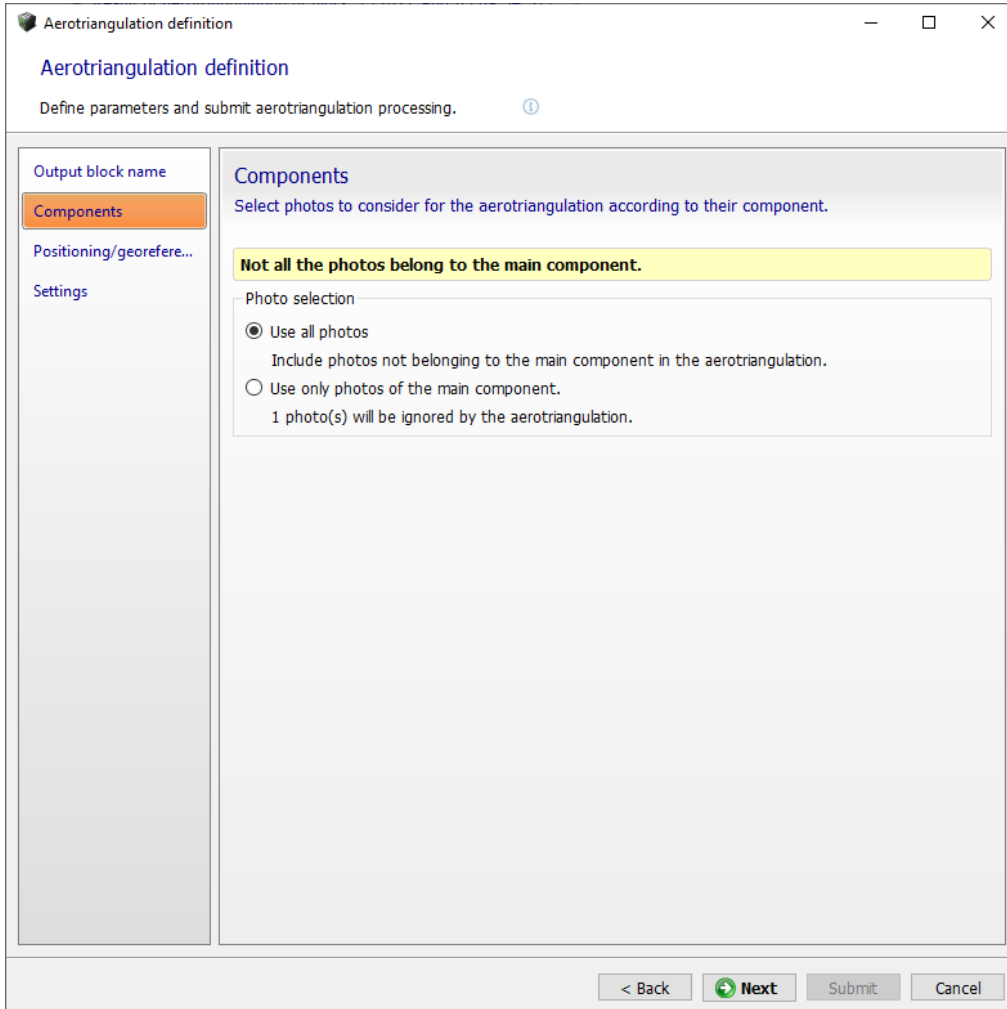 Aerotriangulation definition
Aerotriangulation definition
Define parameters and submit aerotriangulation processing.
Output block name
Components
Positioning/georefere...
Settings
Components
Select photos to consider for the aerotriangulation according to their component.
Not all the photos belong to the main component.
Photo selection
Use all photos
Include photos not belonging to the main component in the aerotriangulation.
Use only photos of the main component.
1 photo(s) will be ignored by the aerotriangulation.
< Back
Next
Submit
Cancel